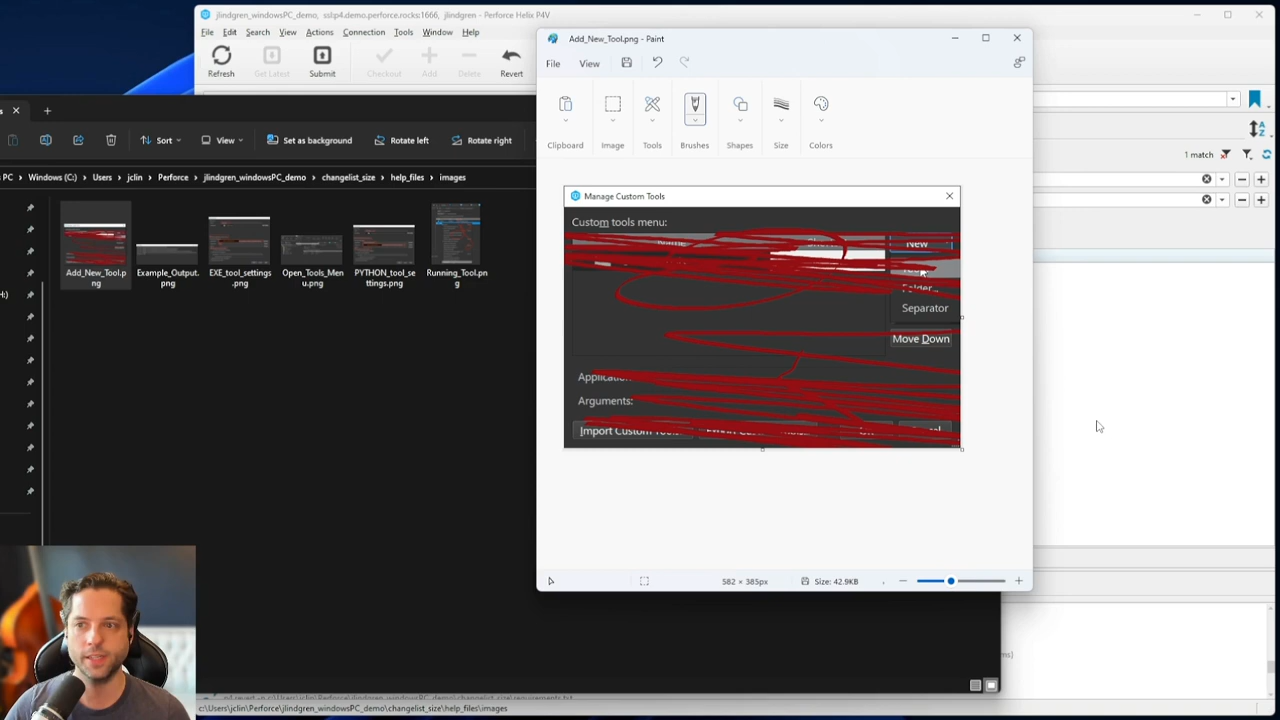 jlindgren_windowsPC_demo, ssl:p4.demo.perforce.rocks:1666, jlindgren - Perforce Helix P4V
File Edit Search View Actions Connection Tools Window Help
Refresh Get Latest Submit Checkout Add Delete Revert
Add_New_Tool.png - Paint
File View
Clipboard Image Tools Brushes Shapes Size Colors
Sort View Set as background Rotate left Rotate right
PC Windows (C:) Users jclin Perforce jlindgren_windowsPC_demo changelist_size help_files images
1 match
Add_New_Tool.png
Example_Output.png
EXE_tool_settings.png
Open_Tools_Menu.png
PYTHON_tool_settings.png
Running_Tool.png
Manage Custom Tools
Custom tools menu:
Name
New
Folder...
Separator
Move Down
Application:
Arguments:
Import Custom Tools...
582 × 385px
Size: 42.9KB
c:\Users\jclin\Perforce\jlindgren_windowsPC_demo\changelist_size\help_files\images